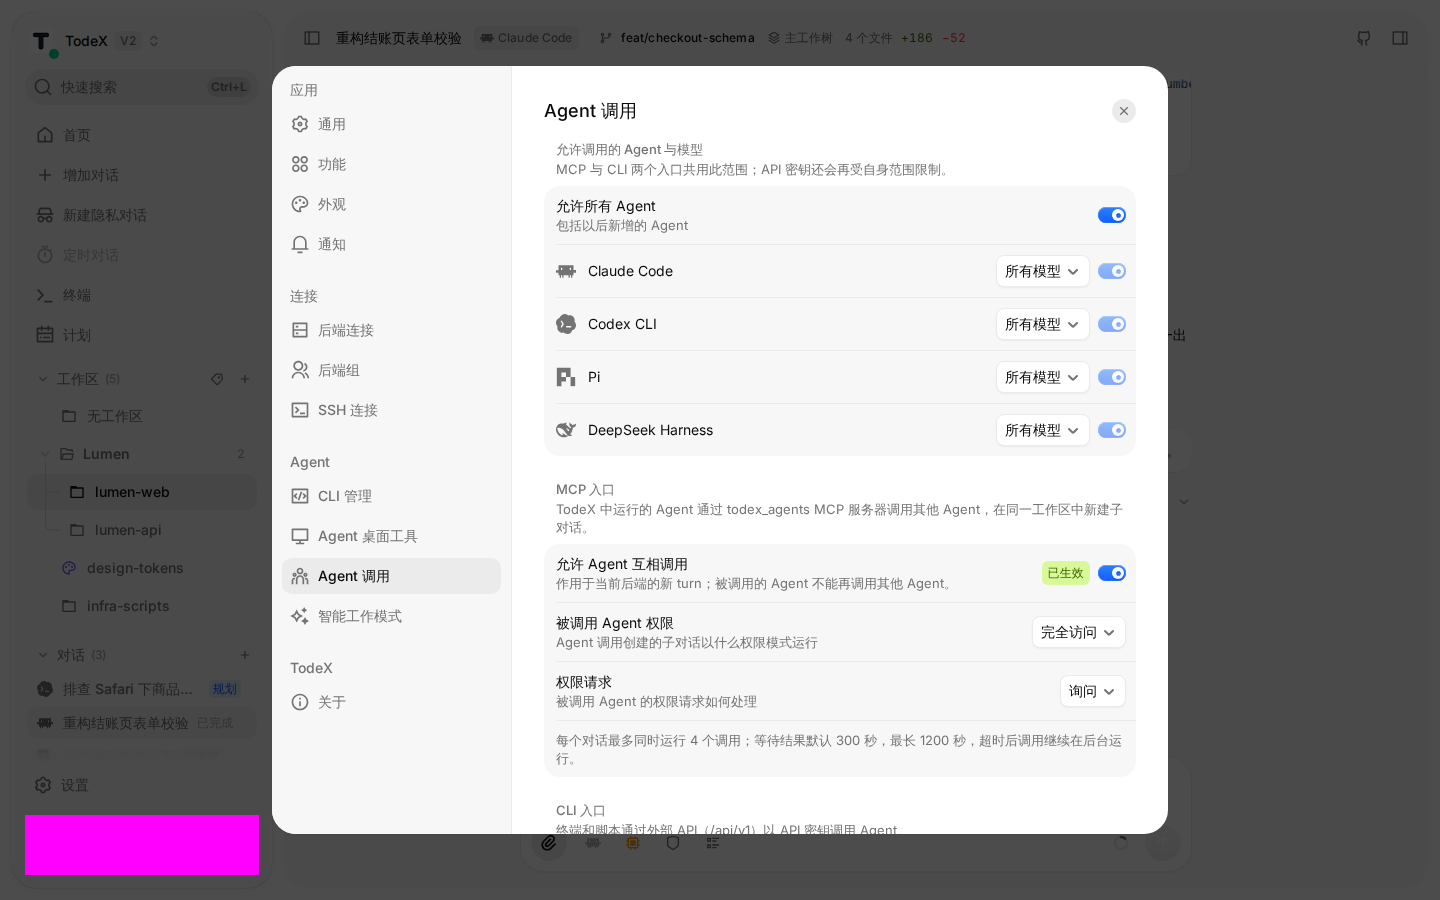 TodeX V2
快速搜索 Ctrl+L
首页
增加对话
新建隐私对话
定时对话
终端
计划
工作区 (5)
无工作区
Lumen 2
lumen-web
lumen-api
design-tokens
infra-scripts
对话 (3)
排查 Safari 下商品... 规划
重构结账页表单校验 已完成
设置
重构结账页表单校验 Claude Code feat/checkout-schema 主工作树 4 个文件 +186 -52
应用
通用
功能
外观
通知
连接
后端连接
后端组
SSH 连接
Agent
CLI 管理
Agent 桌面工具
Agent 调用
智能工作模式
TodeX
关于
Agent 调用
允许调用的 Agent 与模型
MCP 与 CLI 两个入口共用此范围；API 密钥还会再受自身范围限制。
允许所有 Agent
包括以后新增的 Agent
Claude Code 所有模型
Codex CLI 所有模型
Pi 所有模型
DeepSeek Harness 所有模型
MCP 入口
TodeX 中运行的 Agent 通过 todex_agents MCP 服务器调用其他 Agent，在同一工作区中新建子
对话。
允许 Agent 互相调用 已生效
作用于当前后端的新 turn；被调用的 Agent 不能再调用其他 Agent。
被调用 Agent 权限 完全访问
Agent 调用创建的子对话以什么权限模式运行
权限请求 询问
被调用 Agent 的权限请求如何处理
每个对话最多同时运行 4 个调用；等待结果默认 300 秒，最长 1200 秒，超时后调用继续在后台运
行。
CLI 入口
终端和脚本通过外部 API（/api/v1）以 API 密钥调用 Agent